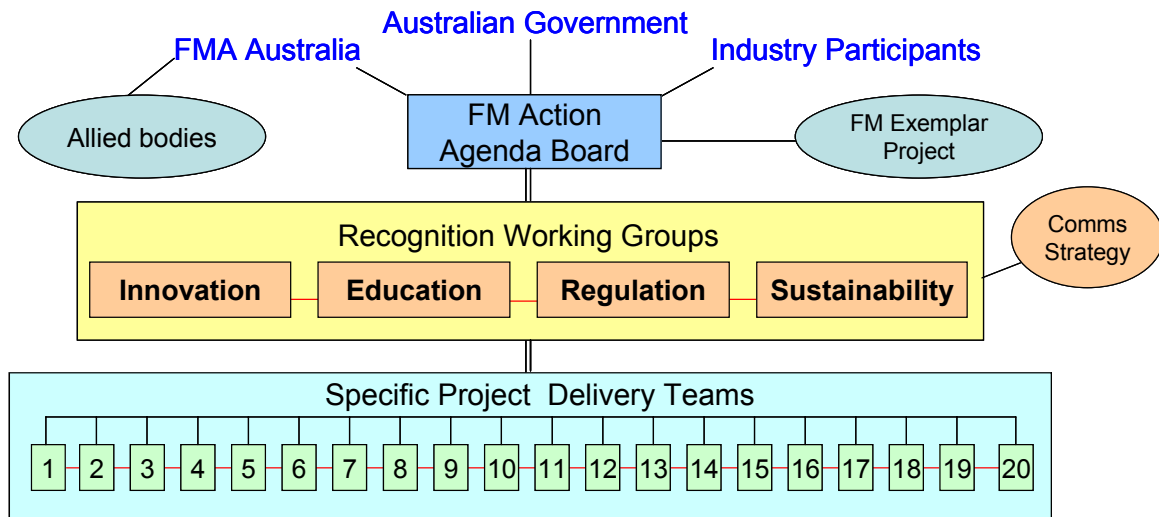 Australian Government
FMA Australia
Industry Participants
Allied bodies
FM Action
Agenda Board
FM Exemplar
Project
Recognition Working Groups
Comms
Strategy
Innovation
Education
Regulation
Sustainability
Specific Project  Delivery Teams
1 2 3 4 5 6 7 8 9 10 11 12 13 14 15 16 17 18 19 20